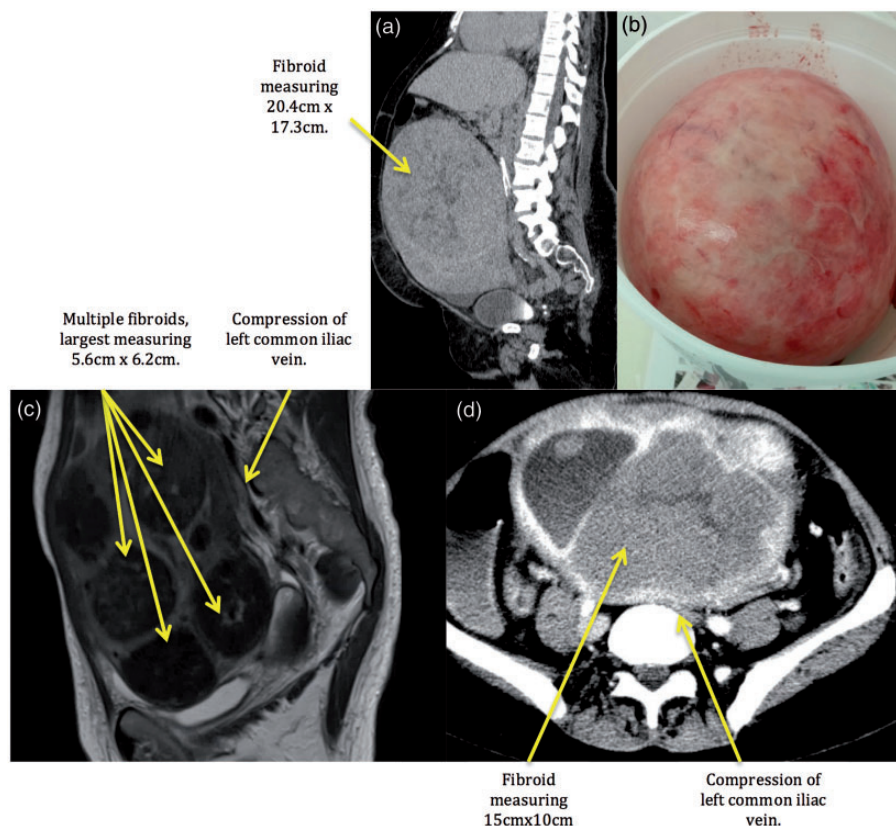 (a)
(b)
Fibroid
measuring
20.4cm x
17.3cm.
Multiple fibroids,
largest measuring
5.6cm x 6.2cm.
Compression of
left common iliac
vein.
(c)
(d)
Fibroid
measuring
15cmx10cm
Compression of
left common iliac
vein.